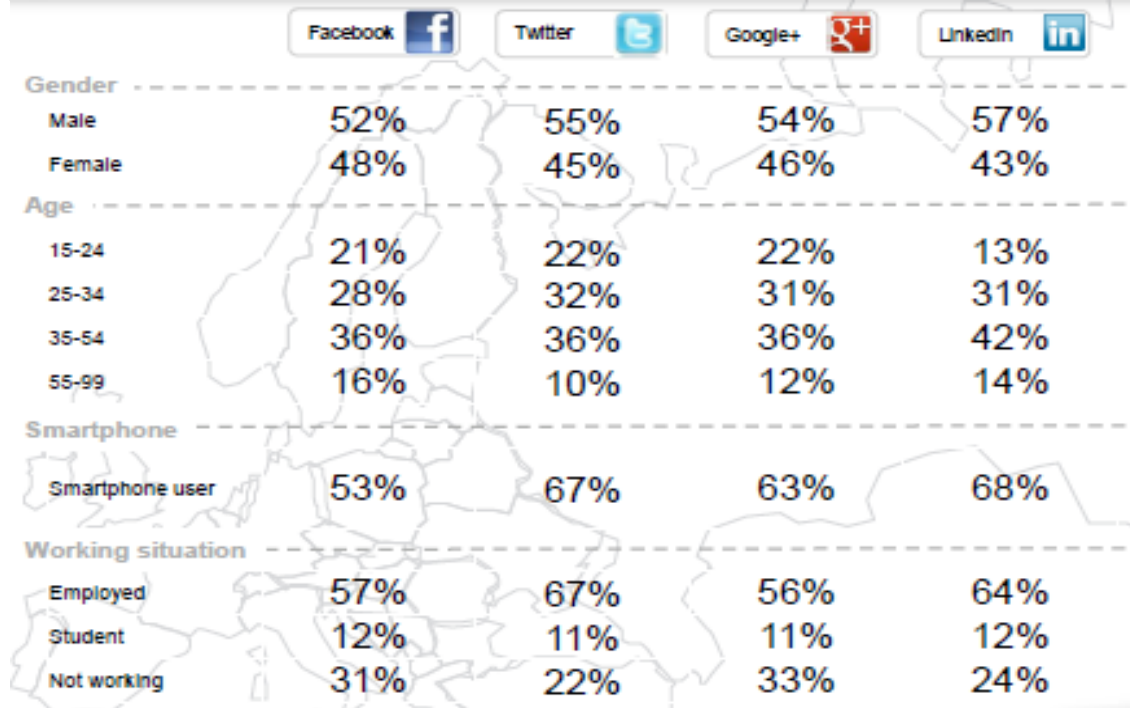 Facebook f Twitter t Google+ g+ LinkedIn in
Gender
Male 52% 55% 54% 57%
Female 48% 45% 46% 43%
Age
15-24 21% 22% 22% 13%
25-34 28% 32% 31% 31%
35-54 36% 36% 36% 42%
55-99 16% 10% 12% 14%
Smartphone
Smartphone user 53% 67% 63% 68%
Working situation
Employed 57% 67% 56% 64%
Student 12% 11% 11% 12%
Not working 31% 22% 33% 24%